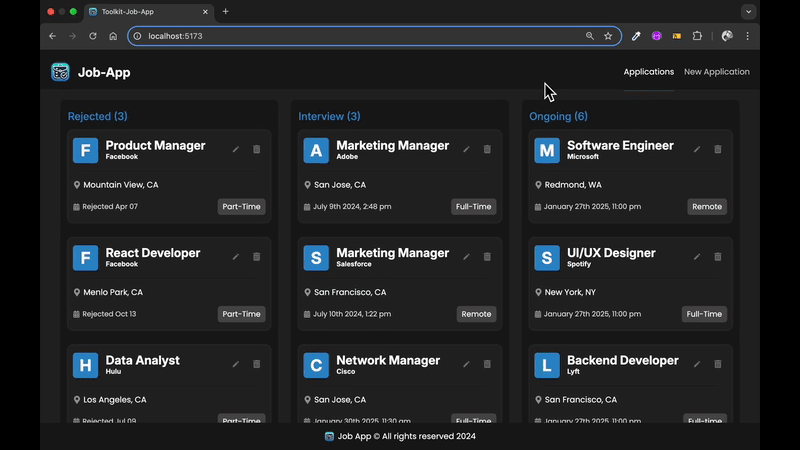 Toolkit-Job-App
localhost:5173
Job-App
Applications
New Application
Rejected (3)
F
Product Manager
Facebook
Mountain View, CA
Rejected Apr 07
Part-Time
F
React Developer
Facebook
Menlo Park, CA
Rejected Oct 13
Part-Time
H
Data Analyst
Hulu
Los Angeles, CA
Rejected Jul 09
Part-Time
Interview (3)
A
Marketing Manager
Adobe
San Jose, CA
July 9th 2024, 2:48 pm
Full-Time
S
Marketing Manager
Salesforce
San Francisco, CA
July 10th 2024, 1:22 pm
Remote
C
Network Manager
Cisco
San Jose, CA
January 30th 2025, 11:30 am
Full-Time
Ongoing (6)
M
Software Engineer
Microsoft
Redmond, WA
January 27th 2025, 11:00 pm
Remote
S
UI/UX Designer
Spotify
New York, NY
January 27th 2025, 11:00 pm
Full-Time
L
Backend Developer
Lyft
San Francisco, CA
January 27th 2025, 11:00 pm
Full-time
Job App © All rights reserved 2024